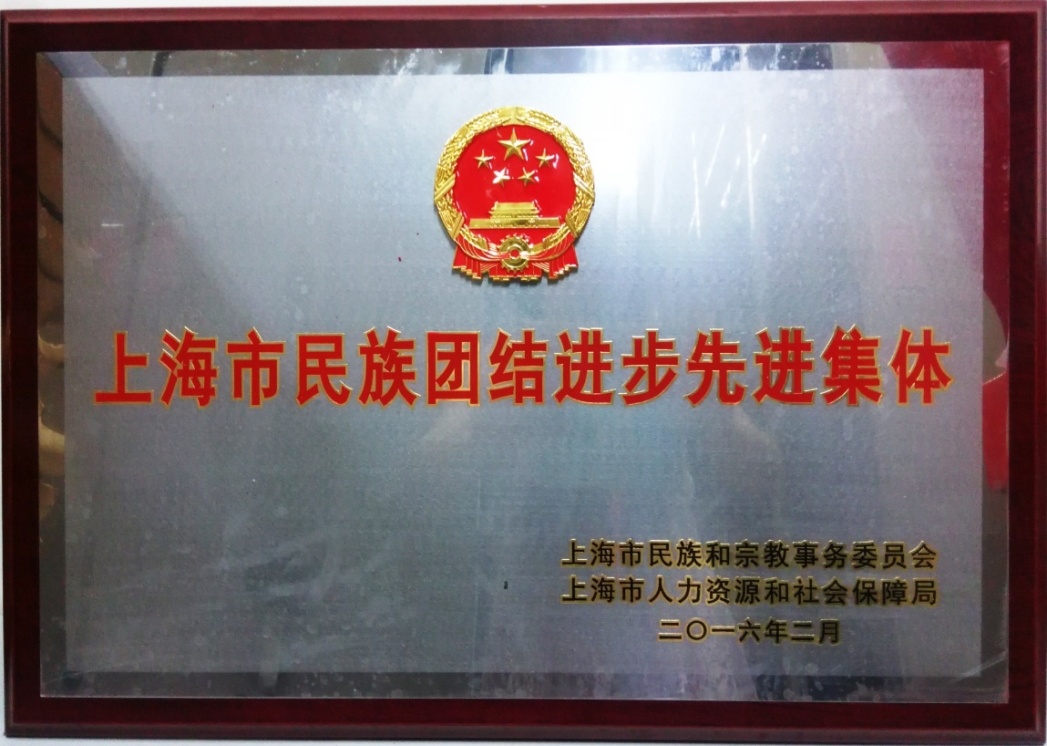 上海市民族团结进步先进集体
上海市民族和宗教事务委员会
上海市人力资源和社会保障局
二〇一六年二月